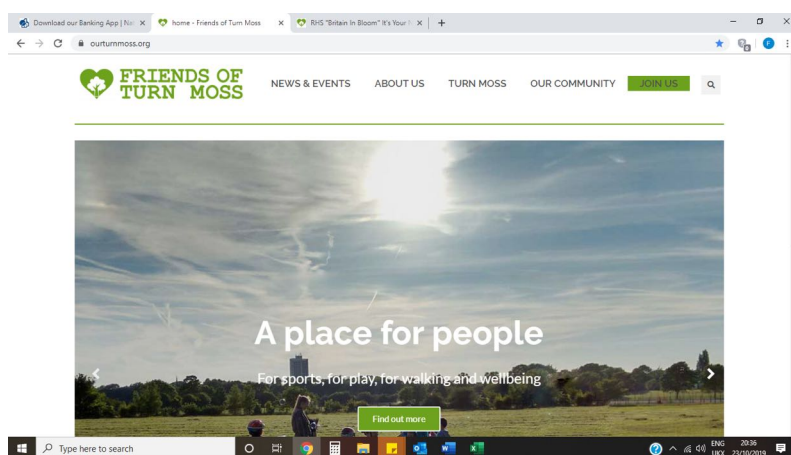 Download our Banking App | Nat
home - Friends of Turn Moss
RHS "Britain In Bloom" It's Your
ourturnmoss.org
F
FRIENDS OF
TURN MOSS
NEWS & EVENTS
ABOUT US
TURN MOSS
OUR COMMUNITY
JOIN US
A place for people
For sports, for play, for walking and wellbeing
Find out more
Type here to search
ENG
UKX
20:36
23/10/2019